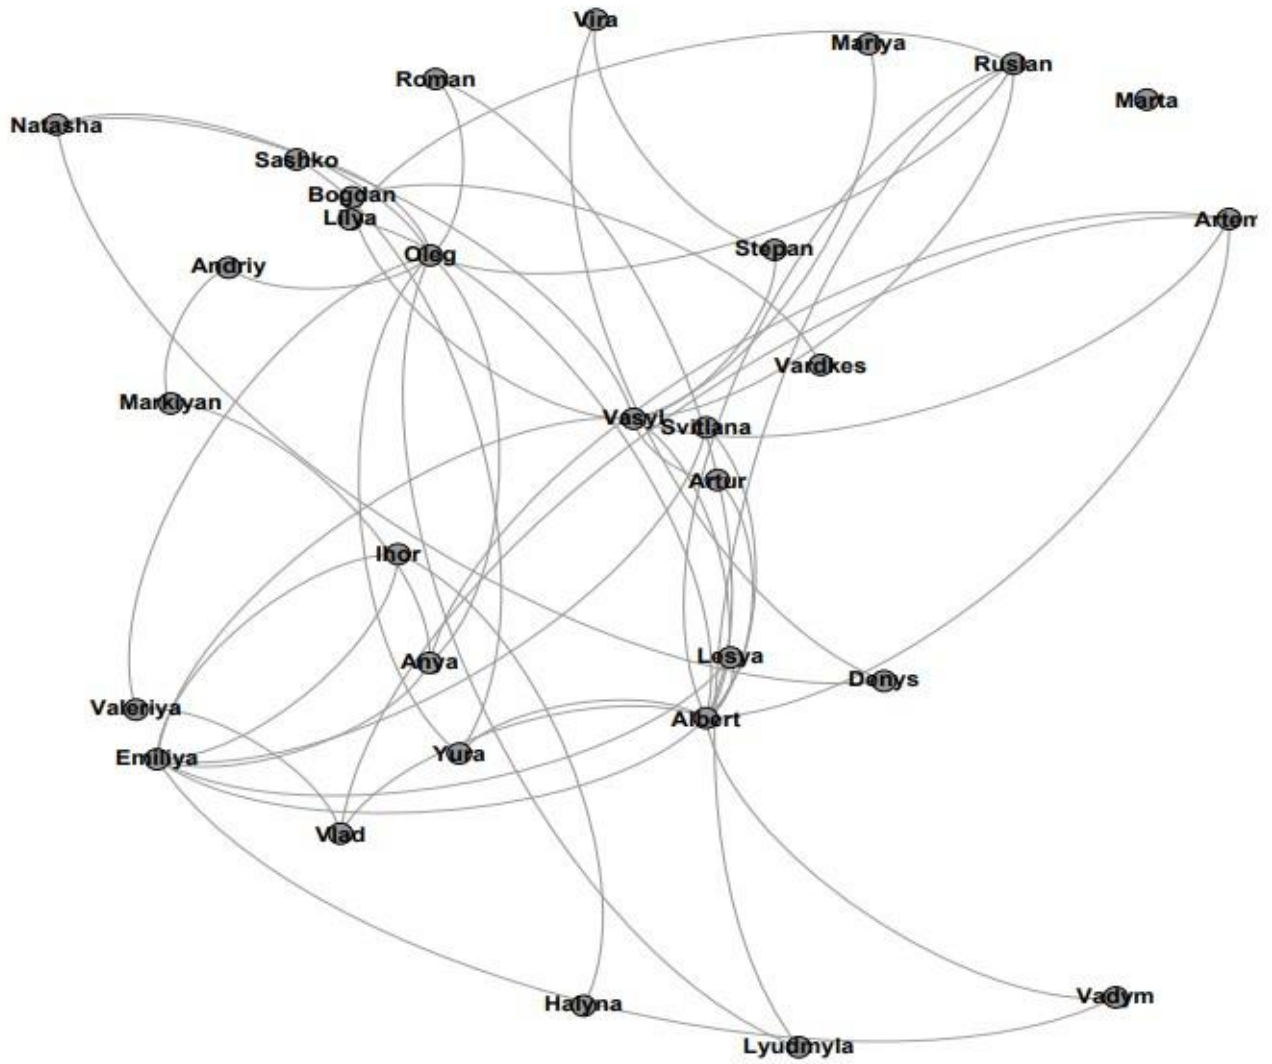 Vira
Mariya
Ruslan
Roman
Marta
Natasha
Sashko
Bogdan
Lilya
Artem
Stepan
Oleg
Andriy
Vardkes
Markiyan
Vasyl
Svitlana
Artur
Ihor
Lesya
Anya
Denys
Valeriya
Albert
Yura
Emiliya
Vlad
Vadym
Halyna
Lyudmyla